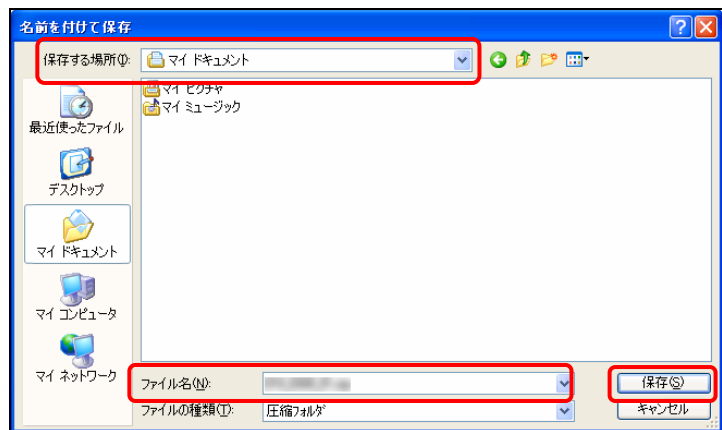 名前を付けて保存
保存する場所(I):
マイ ドキュメント
マイ ピクチャ
マイ ミュージック
最近使ったファイル
デスクトップ
マイ ドキュメント
マイ コンピュータ
マイ ネットワーク
ファイル名(N):
保存(S)
ファイルの種類(T):
圧縮フォルダ
キャンセル